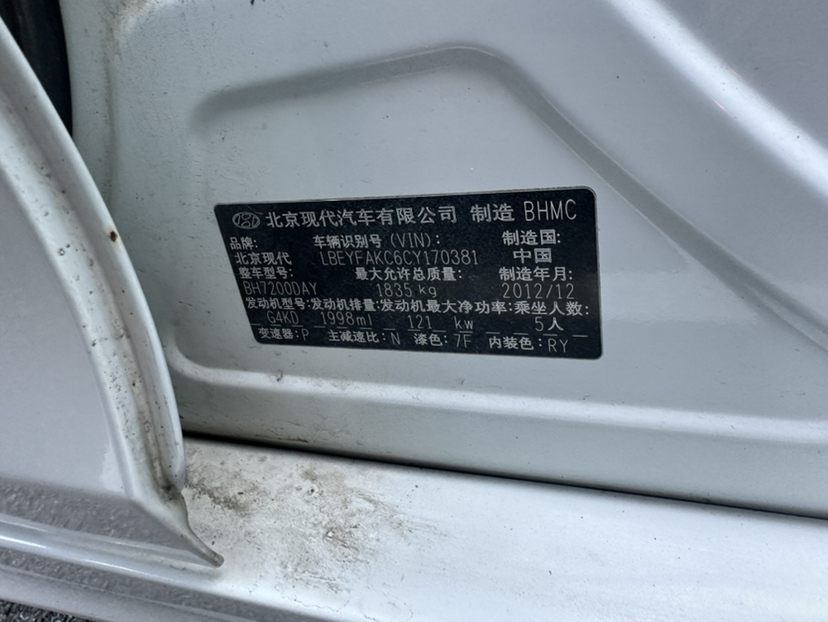 北京现代汽车有限公司 制造 BHMC
品牌: 车辆识别号(VIN): 制造国:
北京现代 LBEYFAKC6CY170381 中国
整车型号: 最大允许总质量: 制造年月:
BH7200DAY 1835 kg 2012/12
发动机型号:发动机排量:发动机最大净功率:乘坐人数:
G4KD 1998ml 121 kw 5人
变速器:P 主减速比:N 漆色:7F 内装色:RY